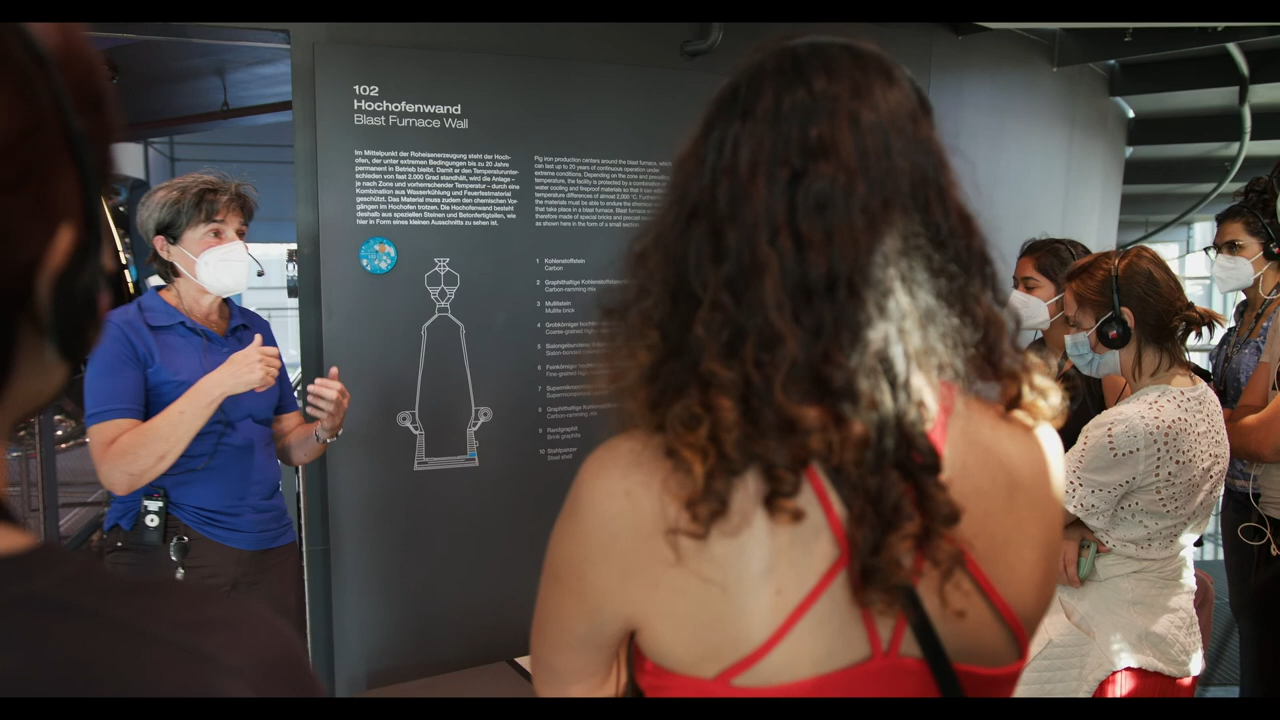 102
Hochofenwand
Blast Furnace Wall
Im Mittelpunkt der Roheisenerzeugung steht der Hoch-
ofen, der unter extremen Bedingungen bis zu 20 Jahre
permanent in Betrieb bleibt. Damit er den Temperaturunter-
schieden von fast 2.000 Grad standhält, wird die Anlage –
je nach Zone und vorherrschender Temperatur – durch eine
Kombination aus Wasserkühlung und Feuerfestmaterial
geschützt. Das Material muss zudem den chemischen Vor-
gängen im Hochofen trotzen. Die Hochofenwand besteht
deshalb aus speziellen Steinen und Betonfertigteilen, wie
hier in Form eines kleinen Ausschnitts zu sehen ist.
Pig iron production centers around the blast furnace, which
can last up to 20 years of continuous operation under
extreme conditions. Depending on the zone and prevailing
temperature, the facility is protected by a combination of
water cooling and fireproof materials so that it can
temperature differences of almost 2,000 °C.
the materials must be able to endure the chemical
that take place in a blast furnace. Blast furnace
therefore made of special bricks and precast
as shown here in the form of a small section.
1 Kohlenstoffstein
Carbon
2 Graphithaltige
Carbon-ramming mix
3 Mullitstein
Mullite brick
4 Grobkörniger
Coarse-grained
5
6 Feinkörniger
Fine-grained
7
8 Graphithaltige
Carbon-ramming mix
9 Randgraphit
Brink graphite
10 Stahlpanzer
Steel shell